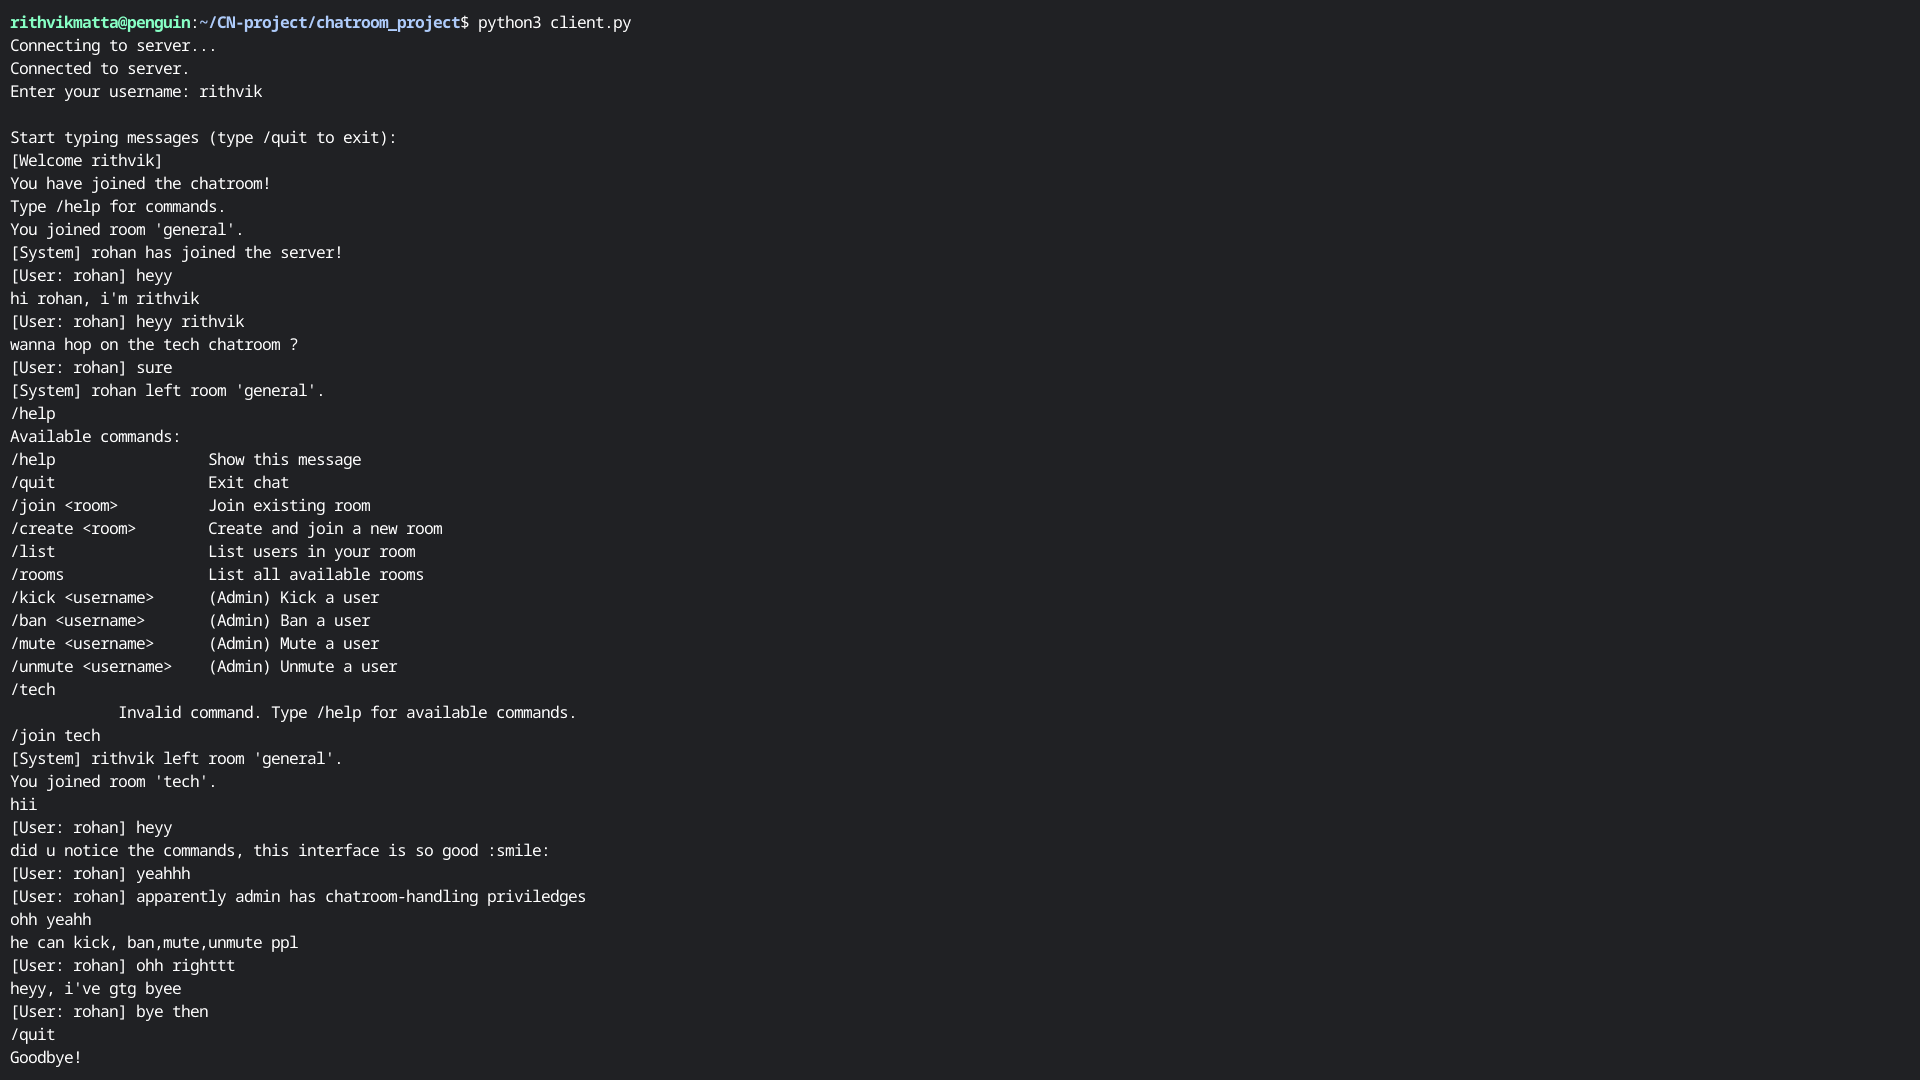 rithvikmatta@penguin:~/CN-project/chatroom_project$ python3 client.py
Connecting to server...
Connected to server.
Enter your username: rithvik

Start typing messages (type /quit to exit):
[Welcome rithvik]
You have joined the chatroom!
Type /help for commands.
You joined room 'general'.
[System] rohan has joined the server!
[User: rohan] heyy
hi rohan, i'm rithvik
[User: rohan] heyy rithvik
wanna hop on the tech chatroom ?
[User: rohan] sure
[System] rohan left room 'general'.
/help
Available commands:
/help                 Show this message
/quit                 Exit chat
/join <room>          Join existing room
/create <room>        Create and join a new room
/list                 List users in your room
/rooms                List all available rooms
/kick <username>      (Admin) Kick a user
/ban <username>       (Admin) Ban a user
/mute <username>      (Admin) Mute a user
/unmute <username>    (Admin) Unmute a user
/tech
            Invalid command. Type /help for available commands.
/join tech
[System] rithvik left room 'general'.
You joined room 'tech'.
hii
[User: rohan] heyy
did u notice the commands, this interface is so good :smile:
[User: rohan] yeahhh
[User: rohan] apparently admin has chatroom-handling priviledges
ohh yeahh
he can kick, ban,mute,unmute ppl
[User: rohan] ohh righttt
heyy, i've gtg byee
[User: rohan] bye then
/quit
Goodbye!